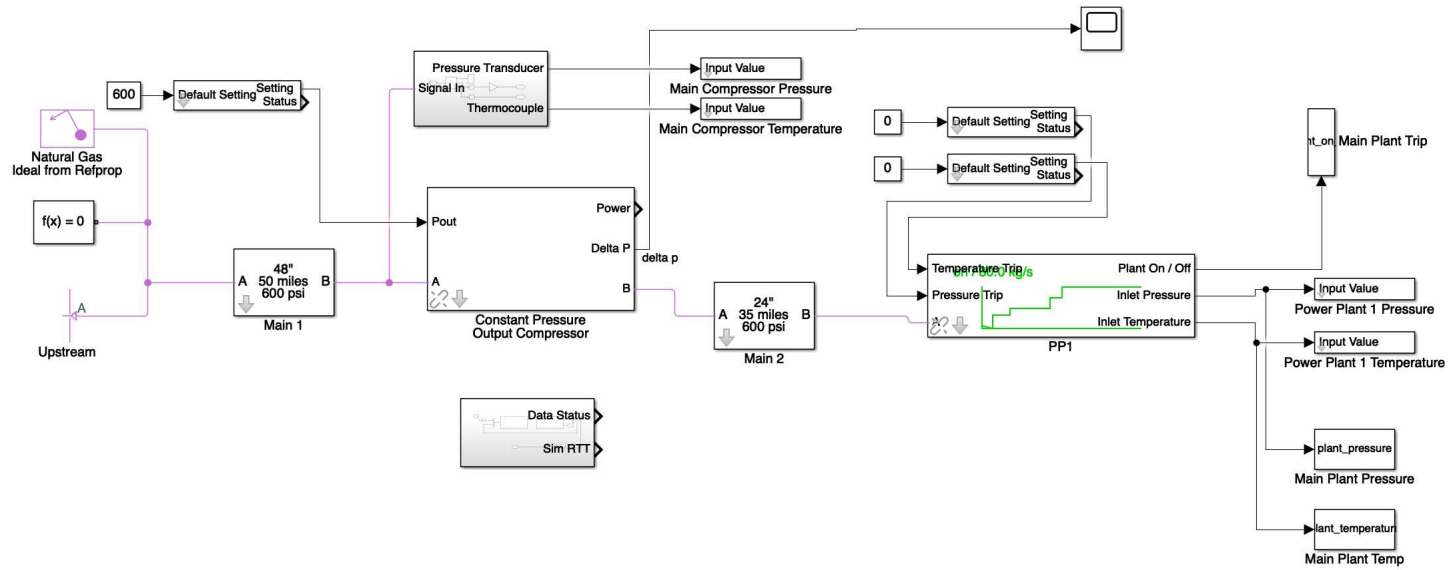 600
Default Setting
Setting
Status
Natural Gas
Ideal from Refprop
f(x) = 0
A
Upstream
A
48"
50 miles
600 psi
B
Main 1
Pressure Transducer
Signal In
Thermocouple
Input Value
Main Compressor Pressure
Input Value
Main Compressor Temperature
Pout
Power
Delta P
delta p
A
B
Constant Pressure
Output Compressor
A
24"
35 miles
600 psi
B
Main 2
0
Default Setting
Setting
Status
0
Default Setting
Setting
Status
Temperature Trip
kg/s
Pressure Trip
A
Plant On / Off
Inlet Pressure
Inlet Temperature
PP1
nt_on_
Main Plant Trip
Input Value
Power Plant 1 Pressure
Input Value
Power Plant 1 Temperature
plant_pressure
Main Plant Pressure
lant_temperatur
Main Plant Temp
Data Status
Sim RTT